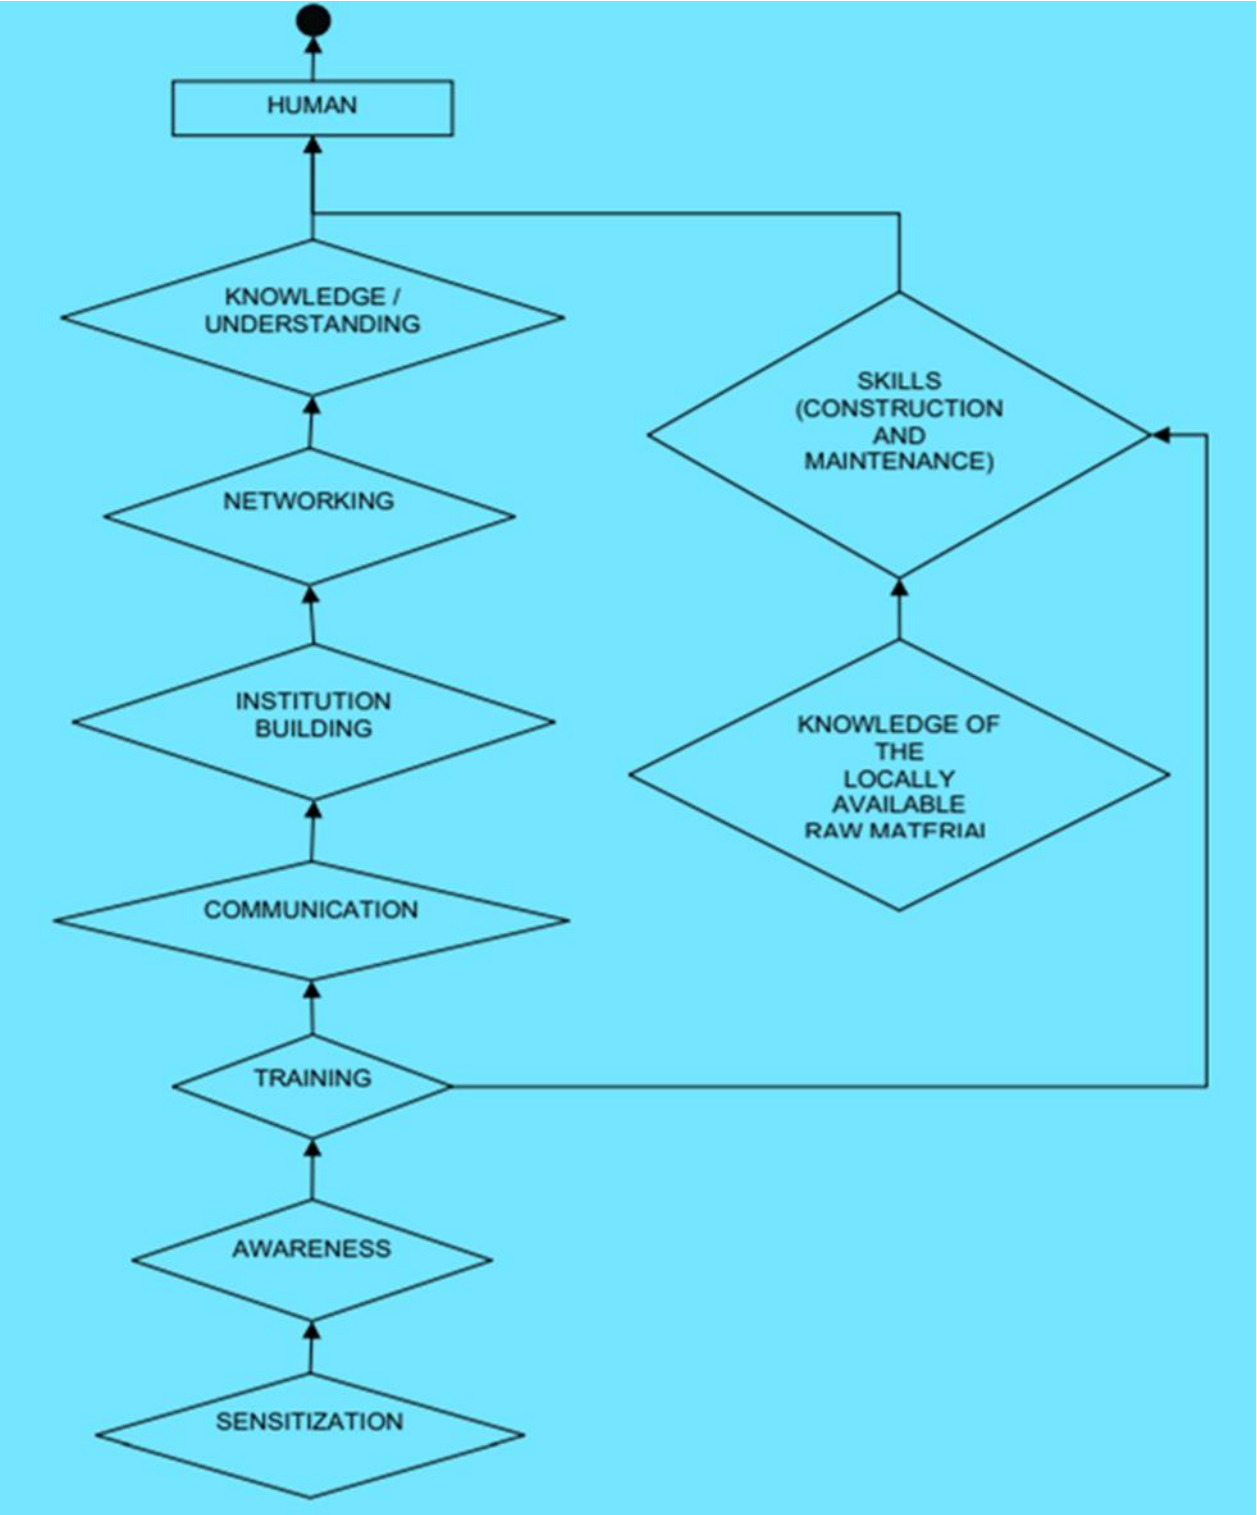 HUMAN
KNOWLEDGE /
UNDERSTANDING
NETWORKING
INSTITUTION
BUILDING
COMMUNICATION
TRAINING
AWARENESS
SENSITIZATION
SKILLS
(CONSTRUCTION
AND
MAINTENANCE)
KNOWLEDGE OF
THE
LOCALLY
AVAILABLE
RAW MATERIAL